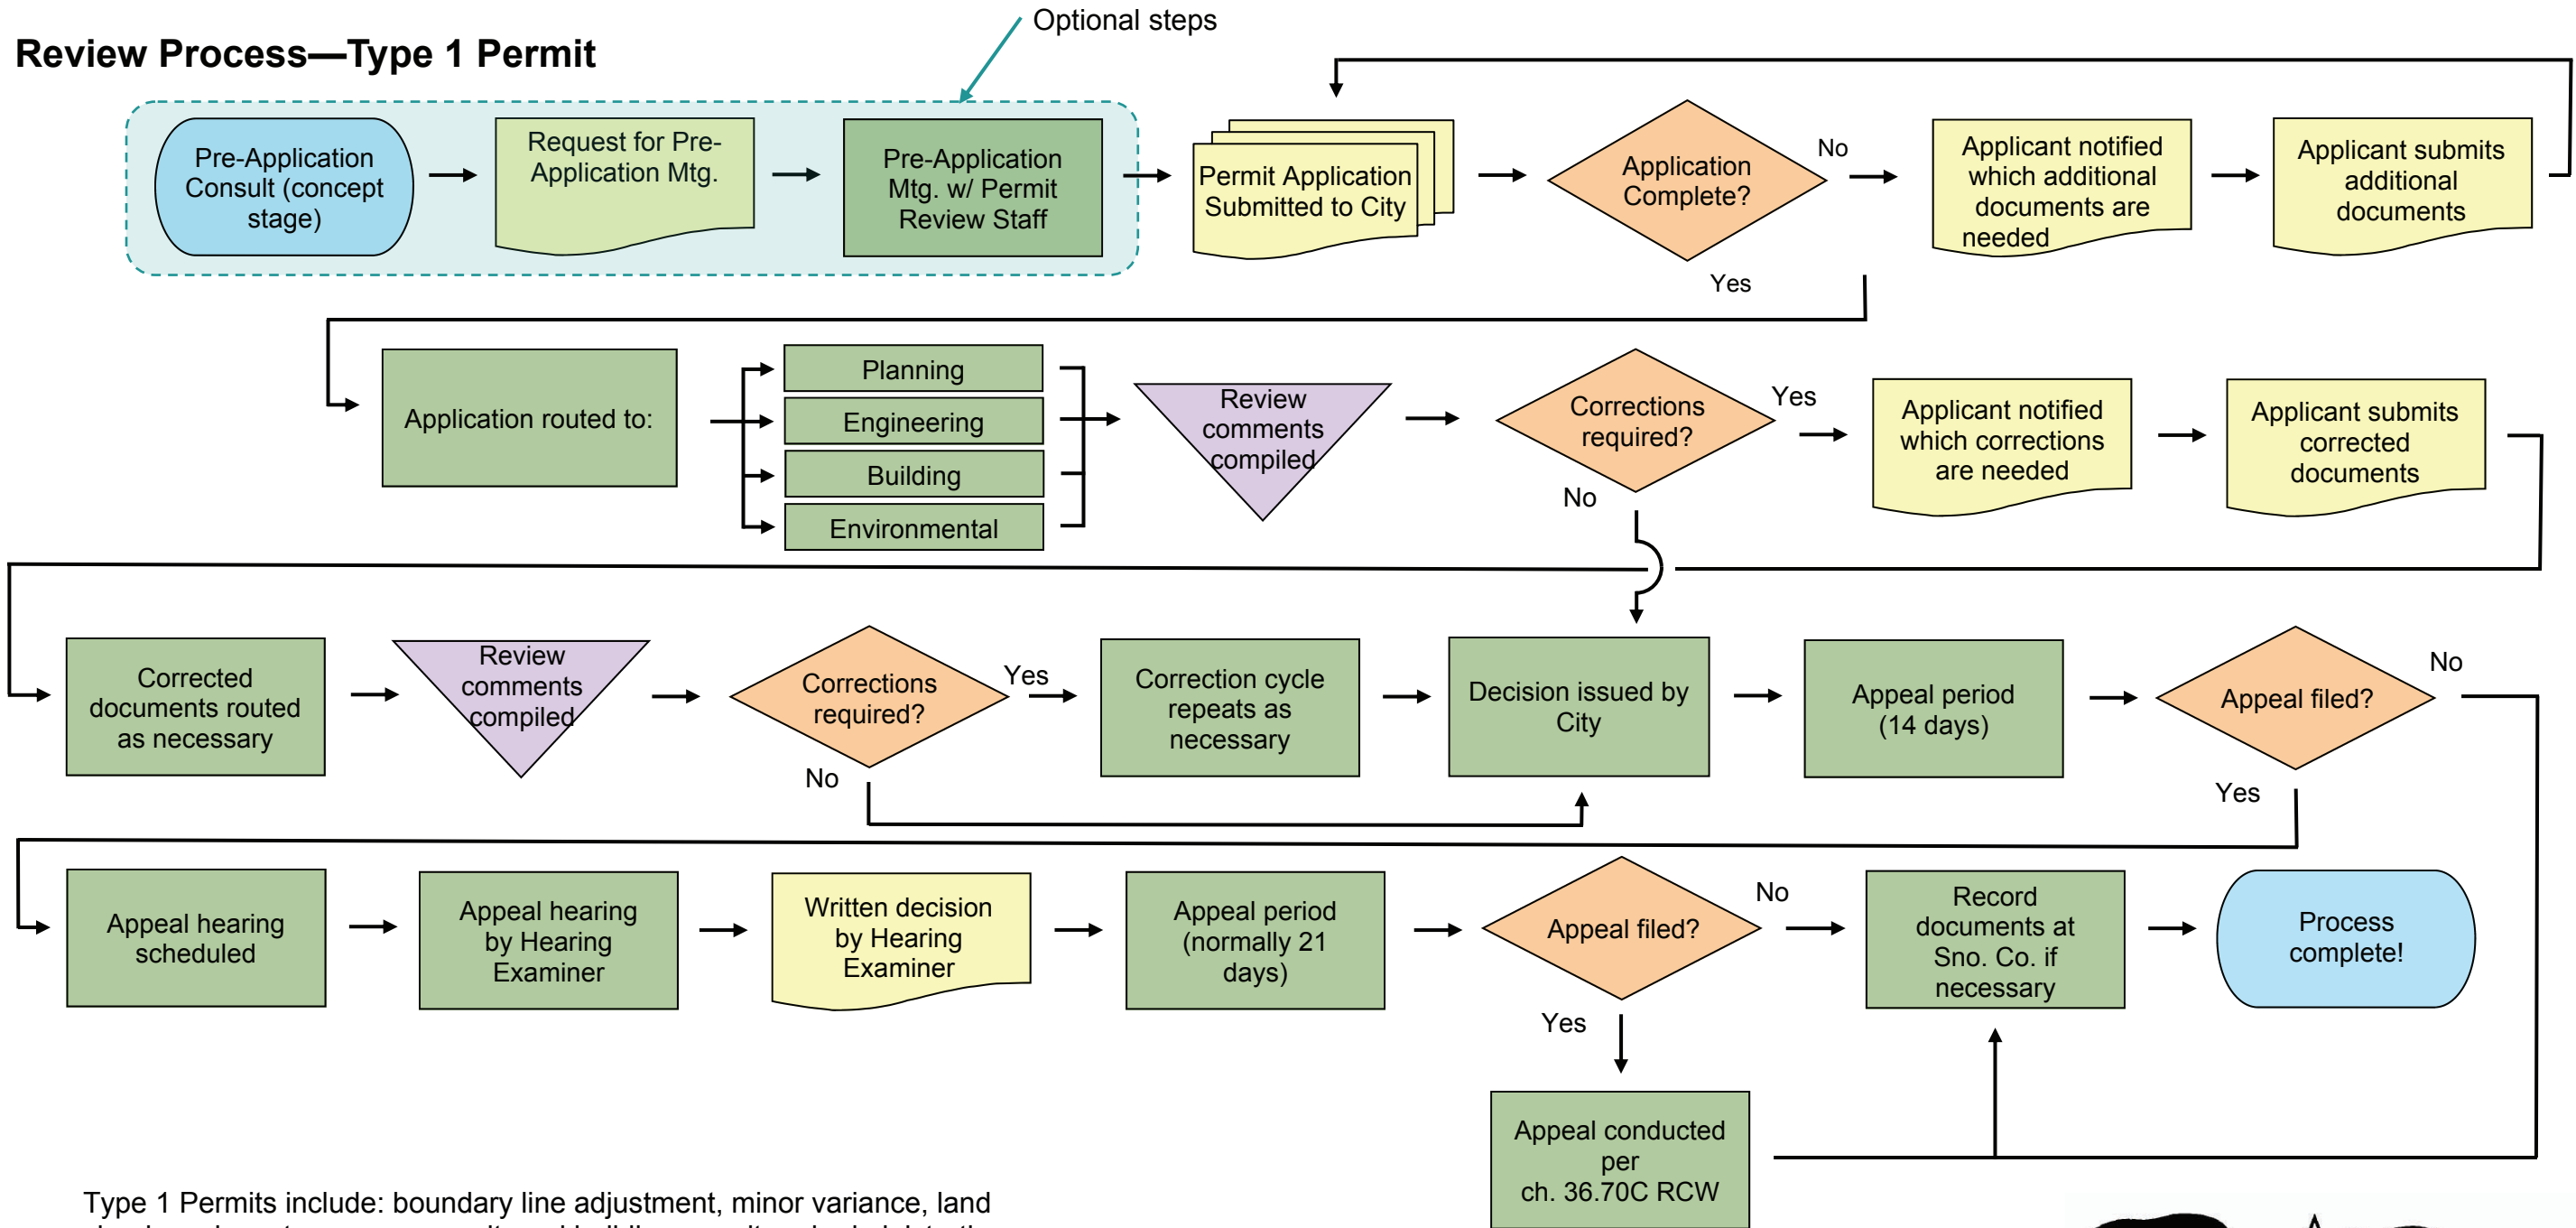 Optional steps
Review Process—Type 1 Permit
Pre-Application
Consult (concept
stage)
Request for Pre-
Application Mtg.
Pre-Application
Mtg. w/ Permit
Review Staff
Permit Application
Submitted to City
Application
Complete?
No
Yes
Applicant notified
which additional
documents are
needed
Applicant submits
additional
documents
Application routed to:
Planning
Engineering
Building
Environmental
Review
comments
compiled
Corrections
required?
Yes
No
Applicant notified
which corrections
are needed
Applicant submits
corrected
documents
Corrected
documents routed
as necessary
Review
comments
compiled
Corrections
required?
Yes
No
Correction cycle
repeats as
necessary
Decision issued by
City
Appeal period
(14 days)
Appeal filed?
No
Yes
Appeal hearing
scheduled
Appeal hearing
by Hearing
Examiner
Written decision
by Hearing
Examiner
Appeal period
(normally 21
days)
Appeal filed?
No
Yes
Record
documents at
Sno. Co. if
necessary
Process
complete!
Appeal conducted
per
ch. 36.70C RCW
Type 1 Permits include: boundary line adjustment, minor variance, land